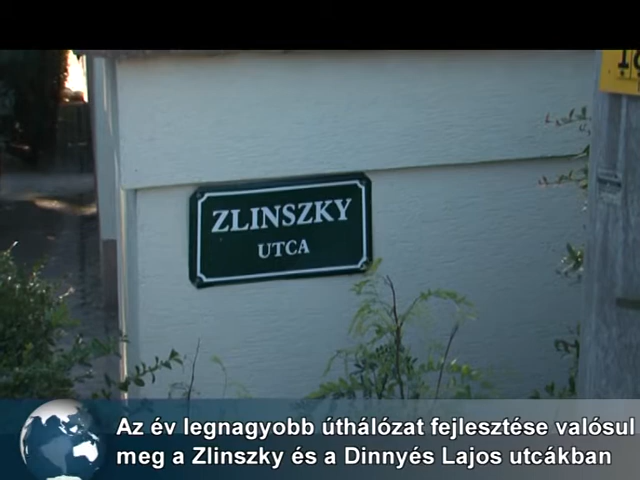 ZLINSZKY
UTCA
Az év legnagyobb úthálózat fejlesztése valósul
meg a Zlinszky és a Dinnyés Lajos utcákban